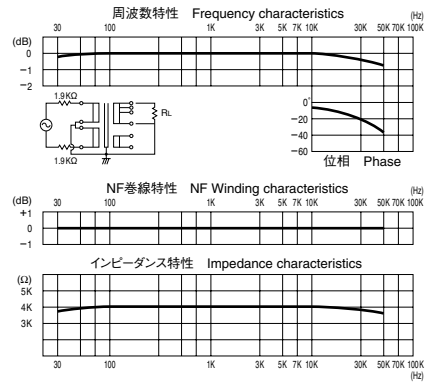 周波数特性 Frequency characteristics
30 100 1K 3K 5K 7K 10K 30K 50K 70K 100K
(Hz)
(dB)
0
−1
−2
1.9KΩ
RL
1.9KΩ
0°
−20
−40
−60
位相 Phase
NF巻線特性 NF Winding characteristics
(dB) 30 100 1K 3K 5K 7K 10K 30K 50K 70K 100K
(Hz)
+1
0
−1
インピーダンス特性 Impedance characteristics
(Ω)
5K
4K
3K
30 100 1K 3K 5K 7K 10K 30K 50K 70K 100K
(Hz)